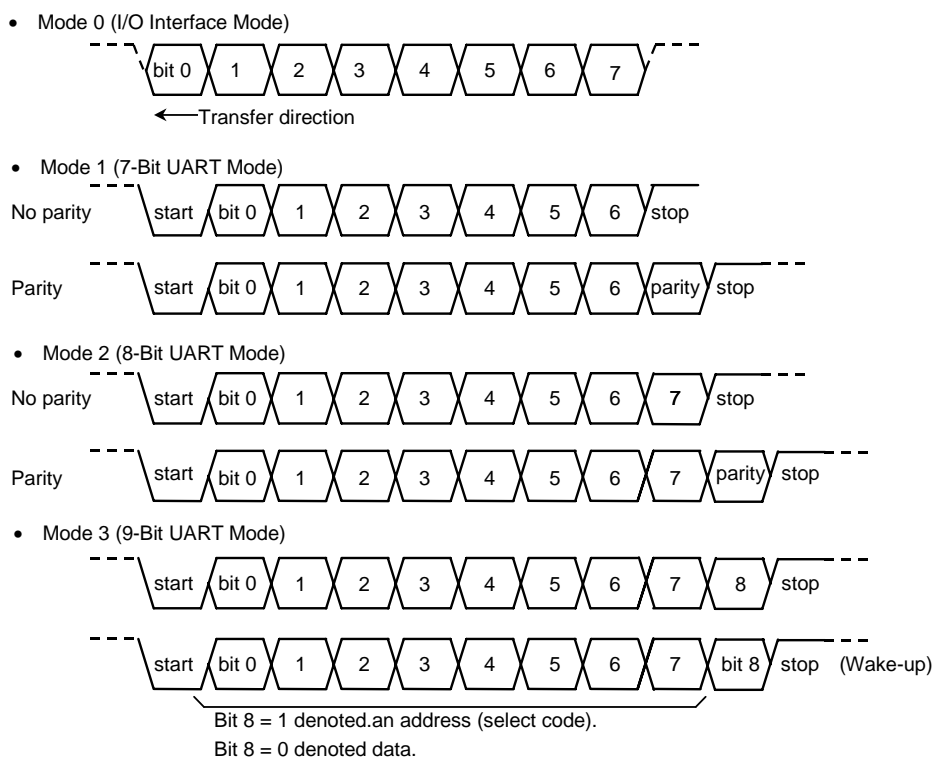 • Mode 0 (I/O Interface Mode)
bit 0 1 2 3 4 5 6 7
Transfer direction
• Mode 1 (7-Bit UART Mode)
No parity start bit 0 1 2 3 4 5 6 stop
Parity start bit 0 1 2 3 4 5 6 parity stop
• Mode 2 (8-Bit UART Mode)
No parity start bit 0 1 2 3 4 5 6 7 stop
Parity start bit 0 1 2 3 4 5 6 7 parity stop
• Mode 3 (9-Bit UART Mode)
start bit 0 1 2 3 4 5 6 7 8 stop
start bit 0 1 2 3 4 5 6 7 bit 8 stop (Wake-up)
Bit 8 = 1 denoted.an address (select code).
Bit 8 = 0 denoted data.